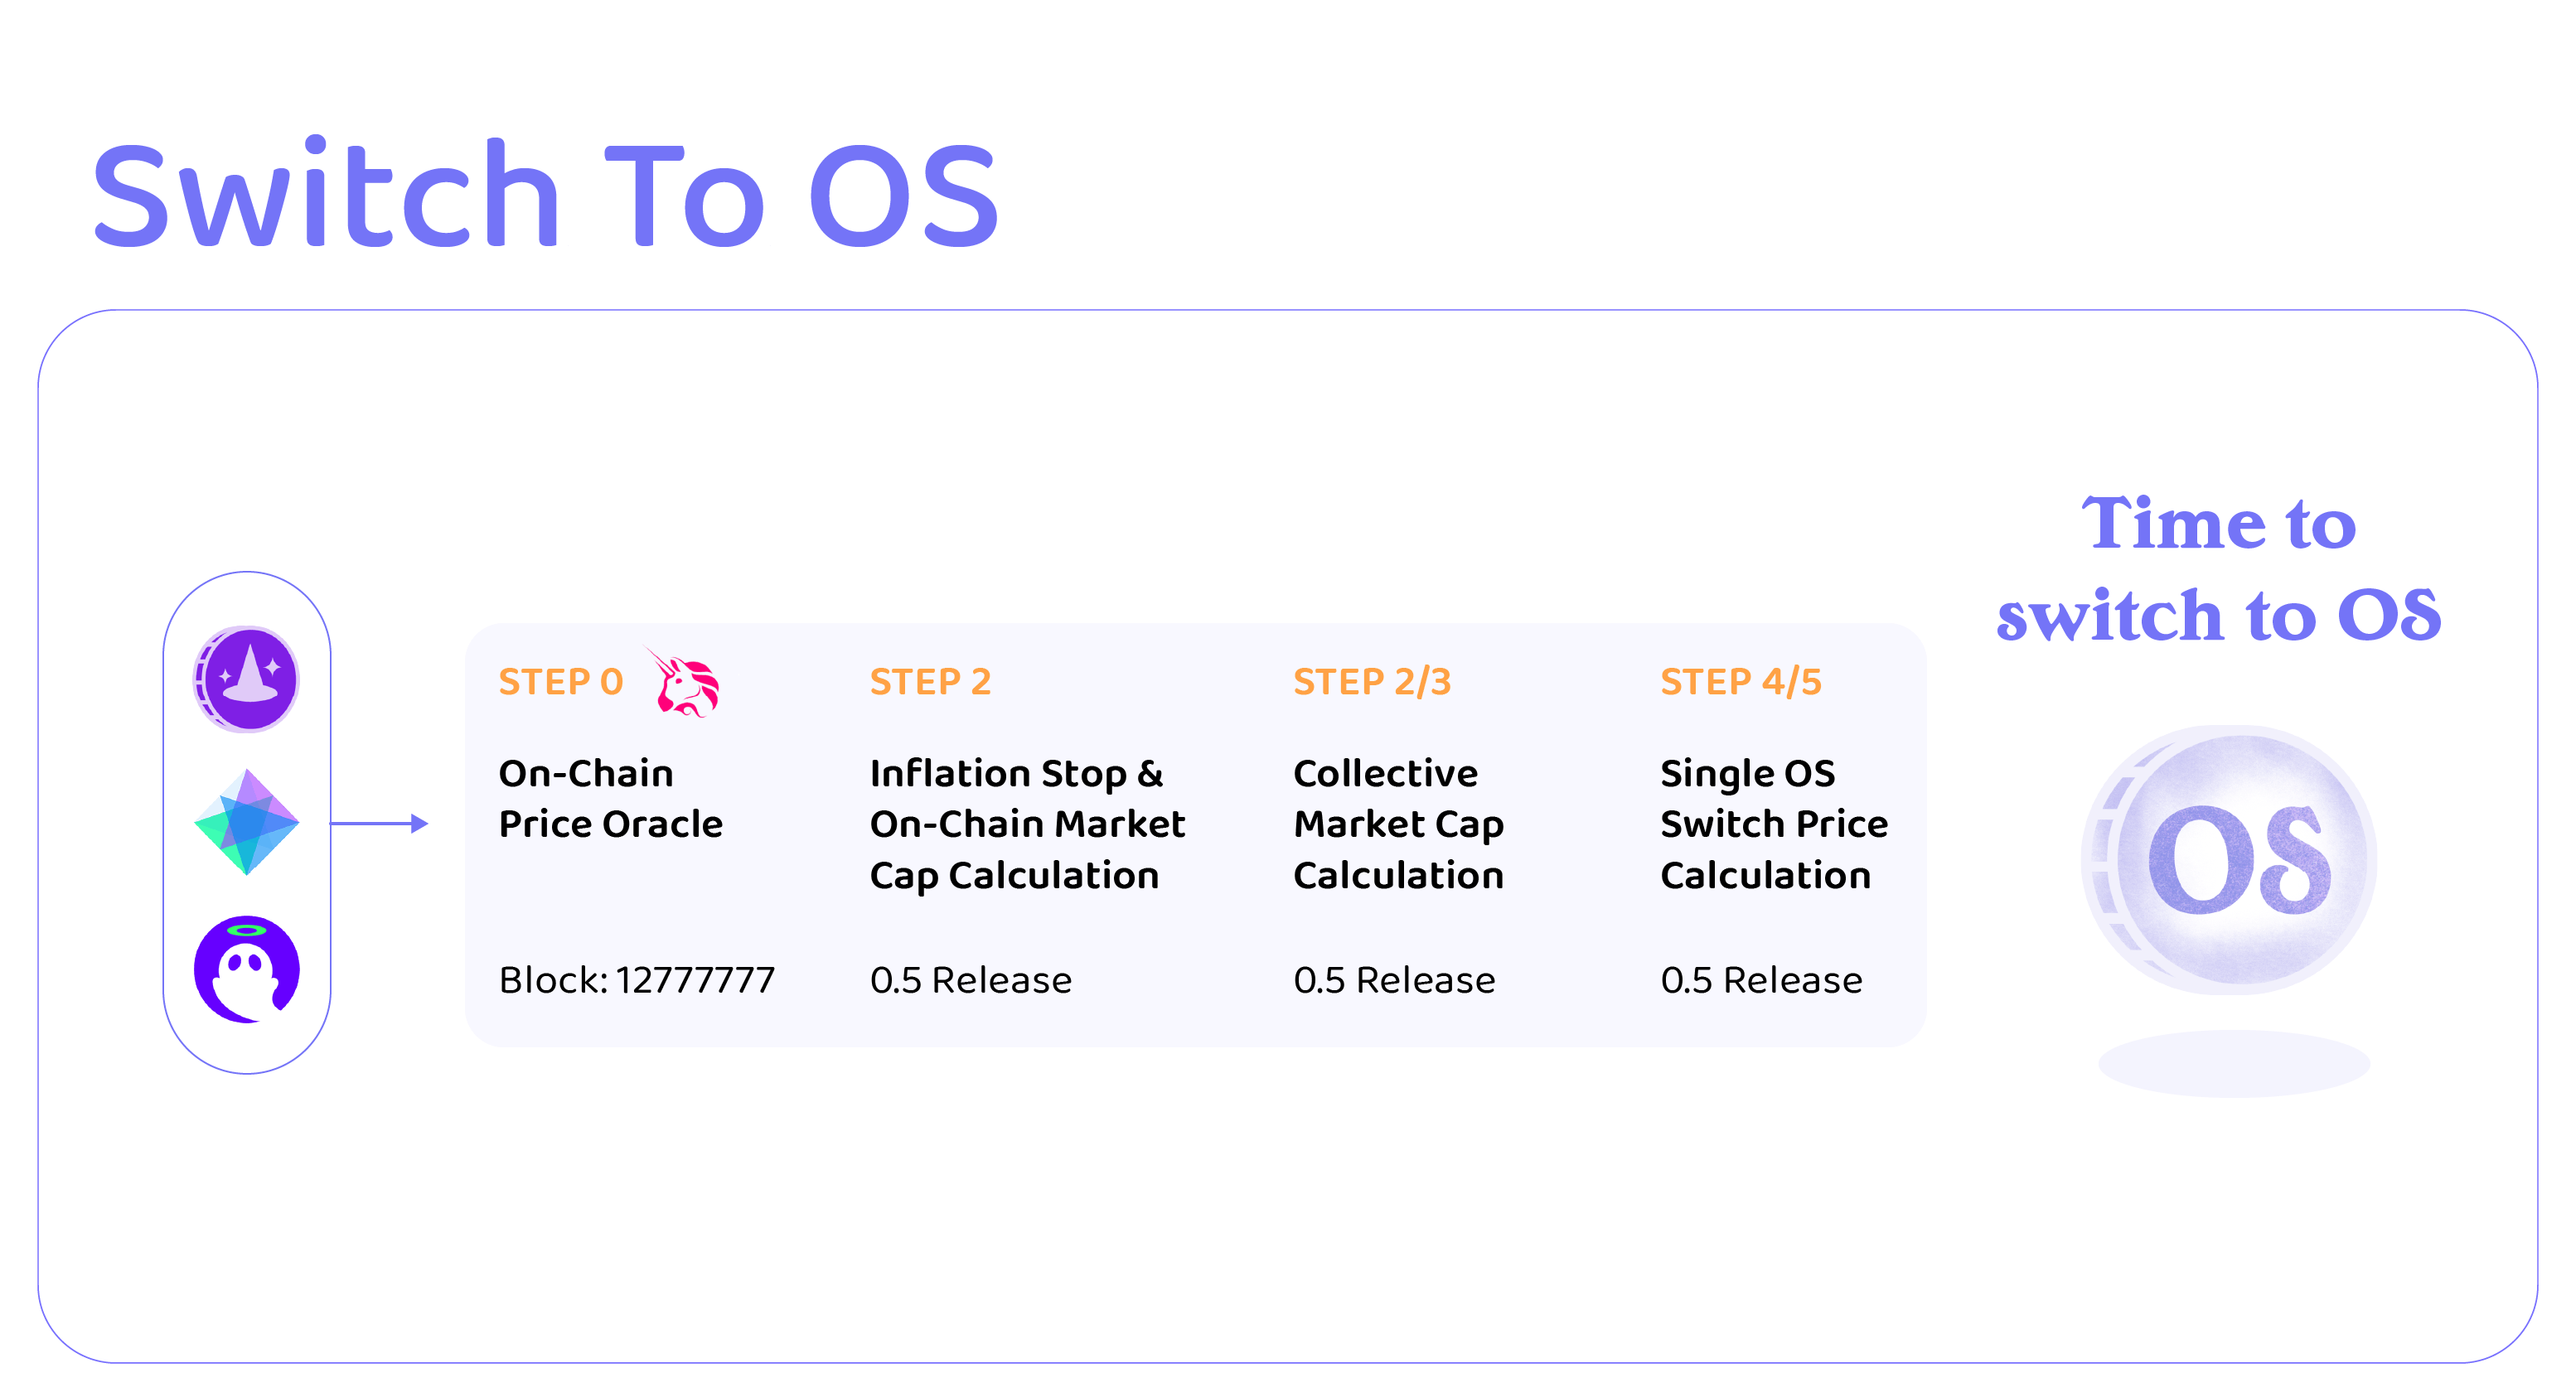 Switch To OS
Time to
switch to OS
STEP 0
On-Chain
Price Oracle
Block: 12777777
STEP 2
Inflation Stop &
On-Chain Market
Cap Calculation
0.5 Release
STEP 2/3
Collective
Market Cap
Calculation
0.5 Release
STEP 4/5
Single OS
Switch Price
Calculation
0.5 Release
OS